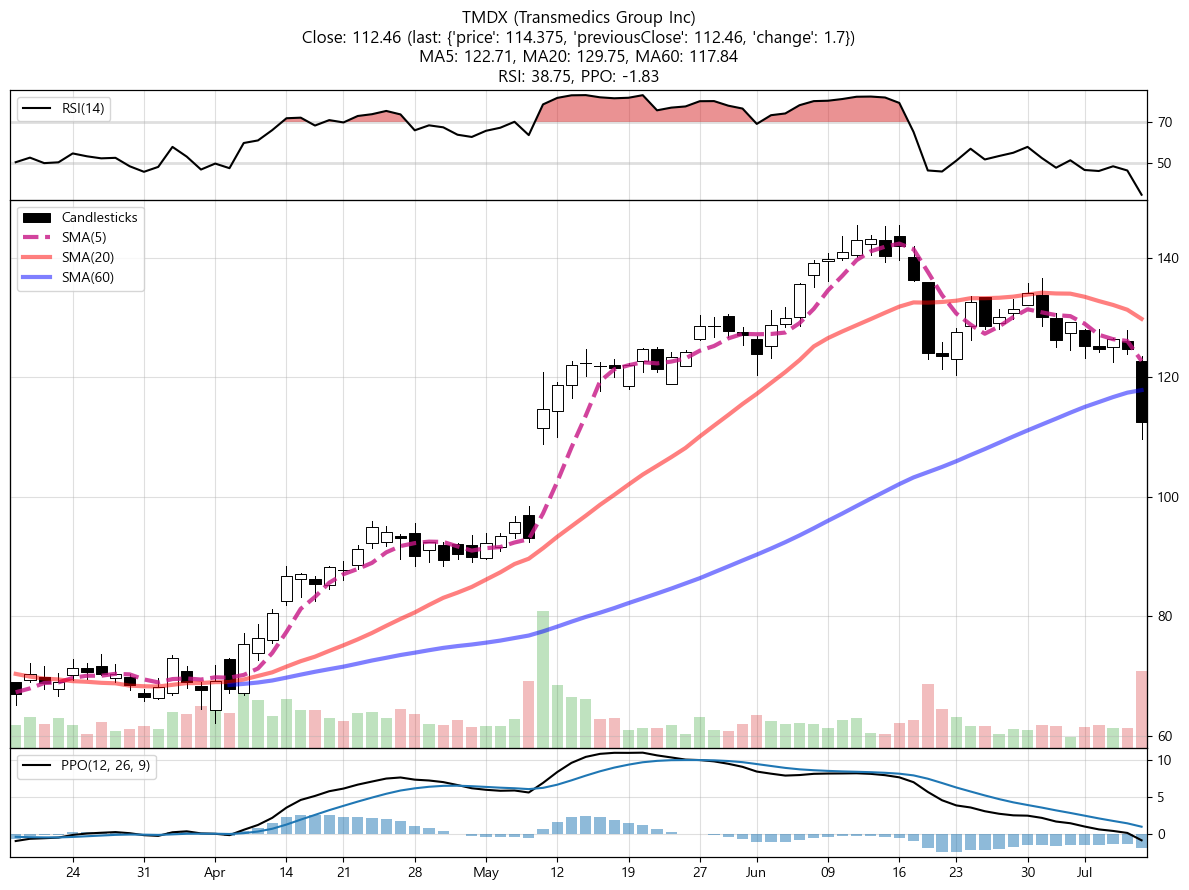 TMDX (Transmedics Group Inc)
Close: 112.46 (last: {'price': 114.375, 'previousClose': 112.46, 'change': 1.7})
MA5: 122.71, MA20: 129.75, MA60: 117.84
RSI: 38.75, PPO: -1.83
RSI(14)
70
50
Candlesticks
SMA(5)
SMA(20)
SMA(60)
140
120
100
80
60
PPO(12, 26, 9)
10
5
0
24 31 Apr 14 21 28 May 12 19 27 Jun 09 16 23 30 Jul